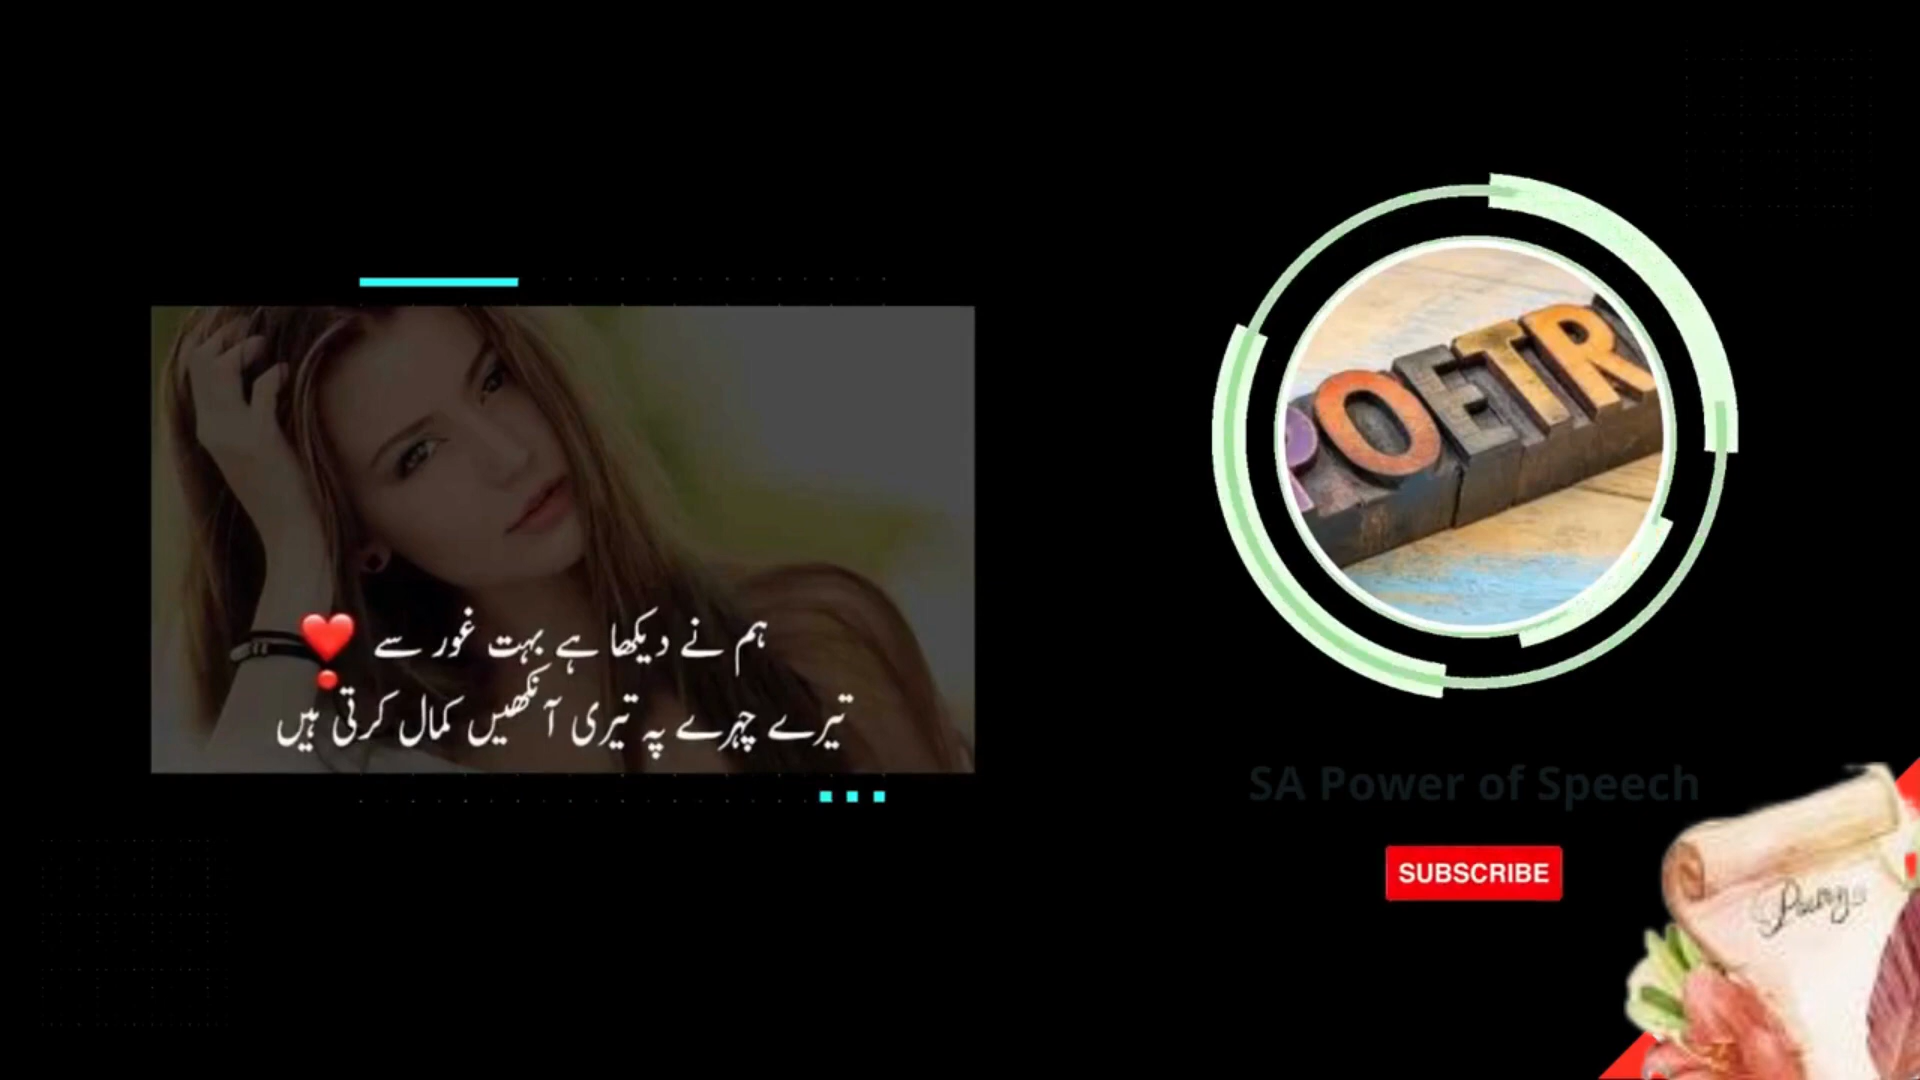 ہم نے دیکھا ہے بہت غور سے ❣️
تیرے چہرے پہ تیری آنکھیں کمال کرتی ہیں
POETR
SA Power of Speech
SUBSCRIBE
Poetry